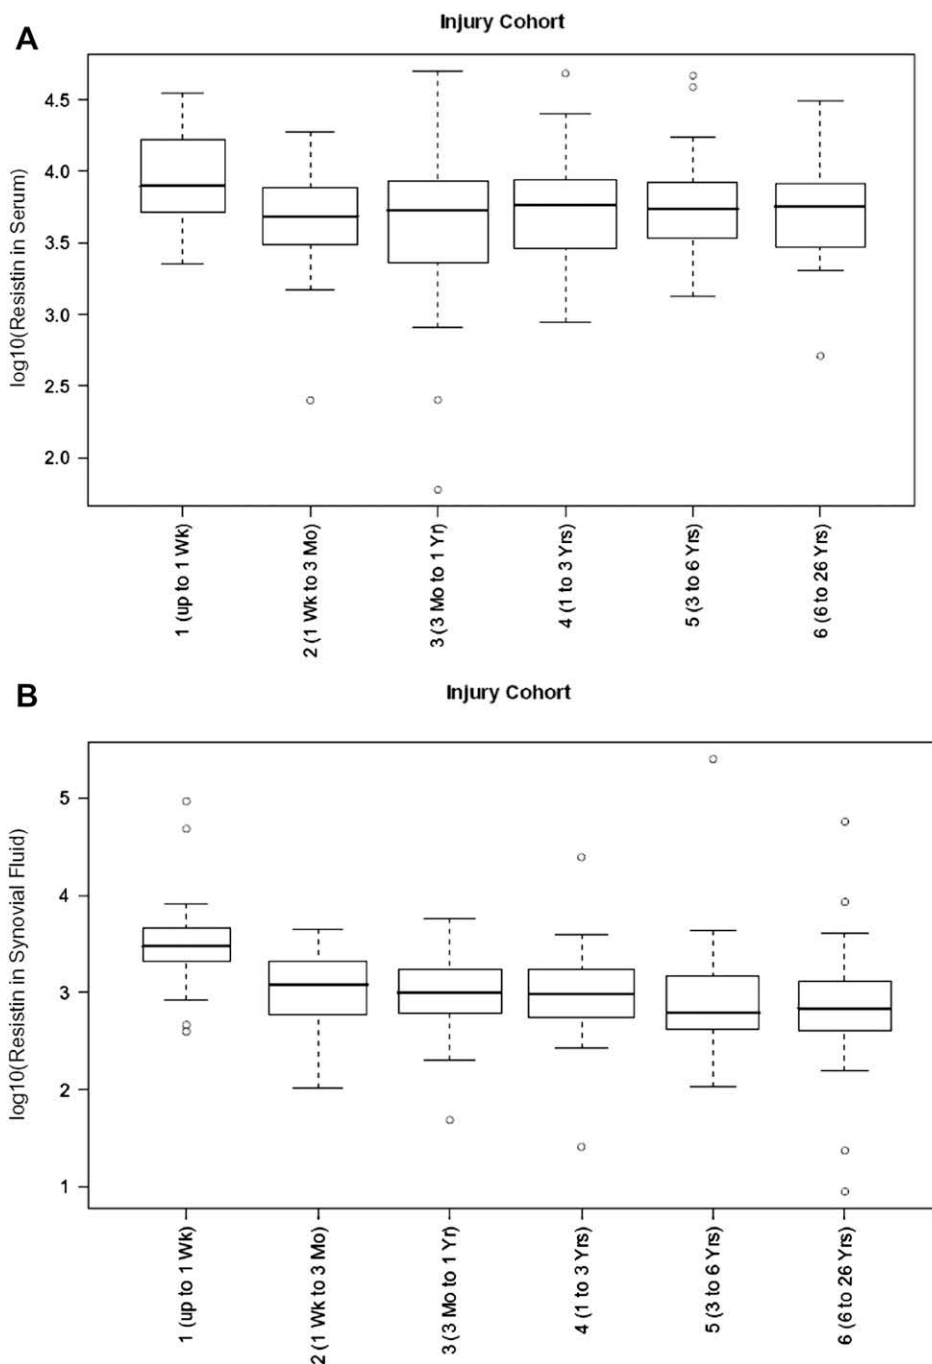 A
Injury Cohort
log10(Resistin in Serum)
4.5
4.0
3.5
3.0
2.5
2.0
1 (up to 1 Wk)
2 (1 Wk to 3 Mo)
3 (3 Mo to 1 Yr)
4 (1 to 3 Yrs)
5 (3 to 6 Yrs)
6 (6 to 26 Yrs)
B
Injury Cohort
log10(Resistin in Synovial Fluid)
5
4
3
2
1
1 (up to 1 Wk)
2 (1 Wk to 3 Mo)
3 (3 Mo to 1 Yr)
4 (1 to 3 Yrs)
5 (3 to 6 Yrs)
6 (6 to 26 Yrs)